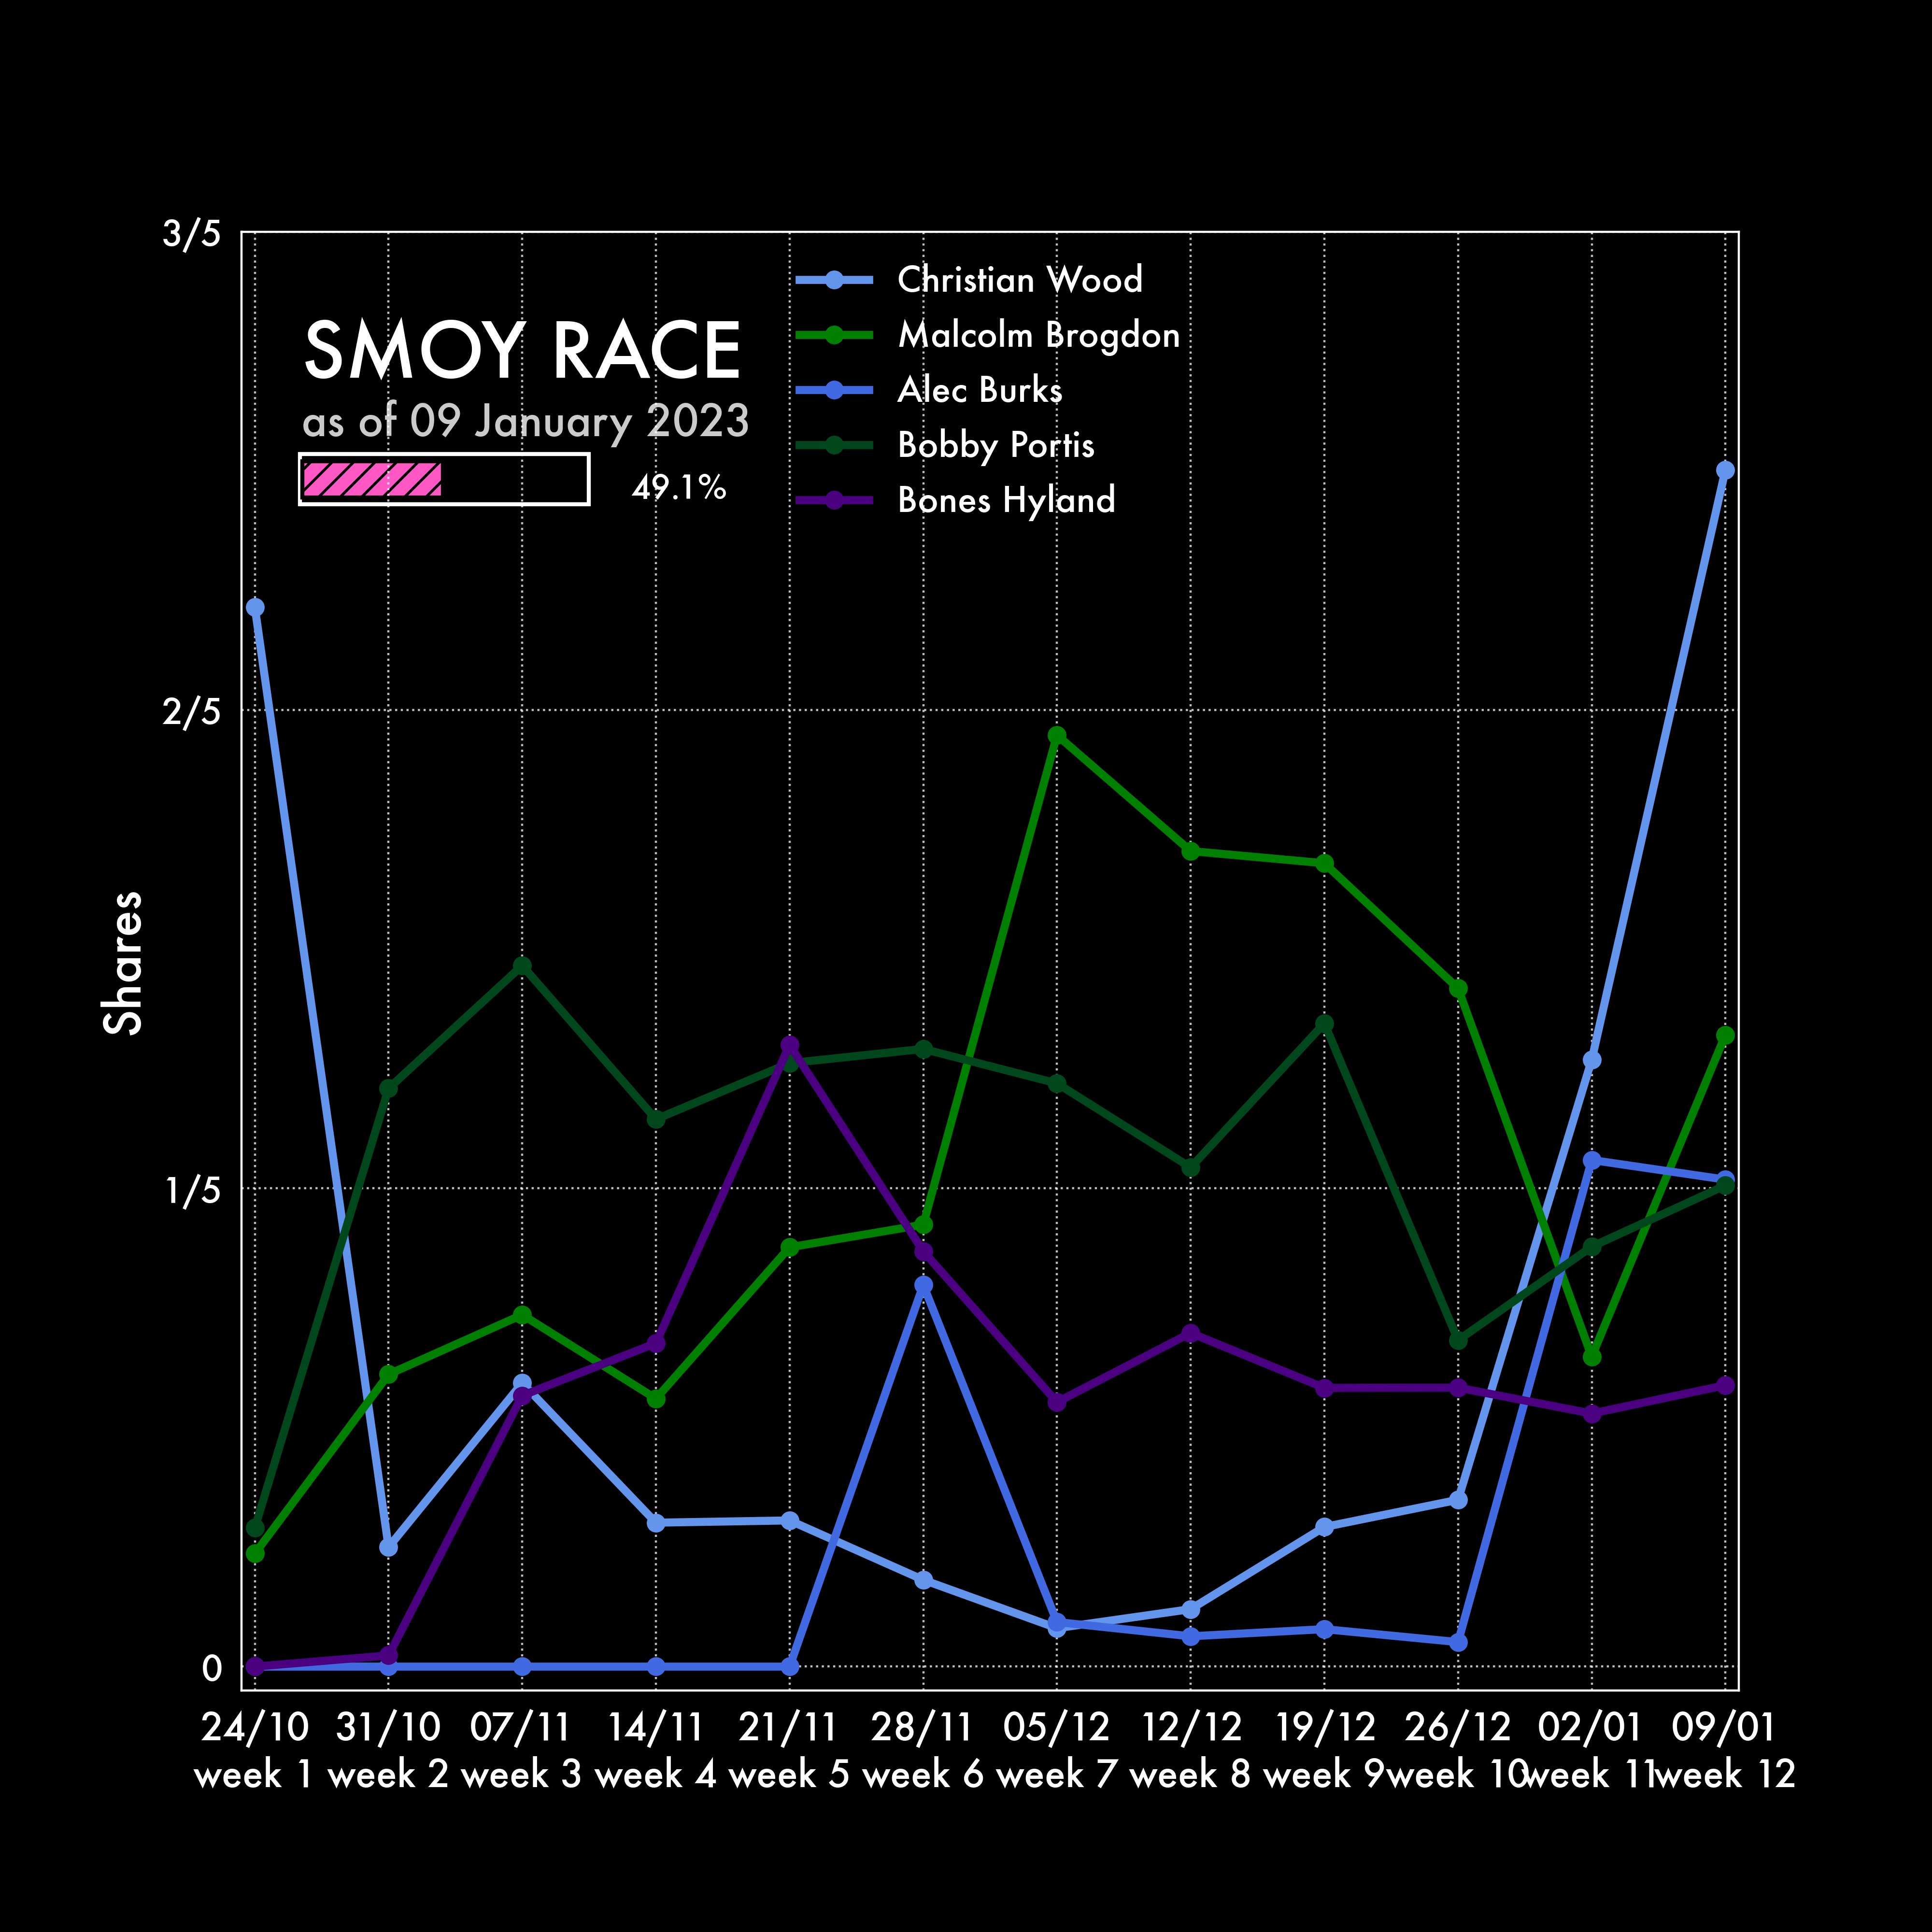 3/5
2/5
1/5
0
Shares
SMOY RACE
as of 09 January 2023
49.1%
Christian Wood
Malcolm Brogdon
Alec Burks
Bobby Portis
Bones Hyland
24/10 31/10 07/11 14/11 21/11 28/11 05/12 12/12 19/12 26/12 02/01 09/01
week 1 week 2 week 3 week 4 week 5 week 6 week 7 week 8 week 9 week 10 week 11 week 12